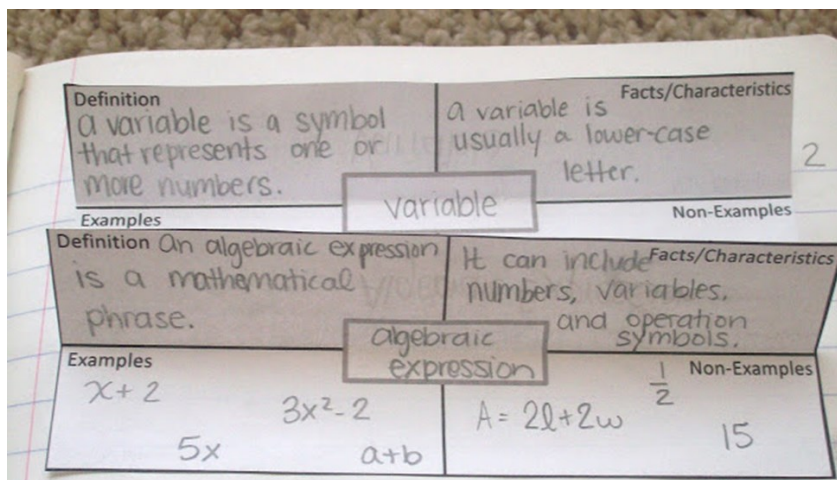 Definition
a variable is a symbol
that represents one or
more numbers.
Facts/Characteristics
a variable is
usually a lower-case
letter.
2
variable
Examples
Non-Examples
Definition An algebraic expression
is a mathematical
phrase.
Facts/Characteristics
It can include
numbers, variables,
and operation
symbols.
algebraic
expression
Examples
x + 2
3x² - 2
5x
a+b
Non-Examples
1/2
A = 2l + 2w
15